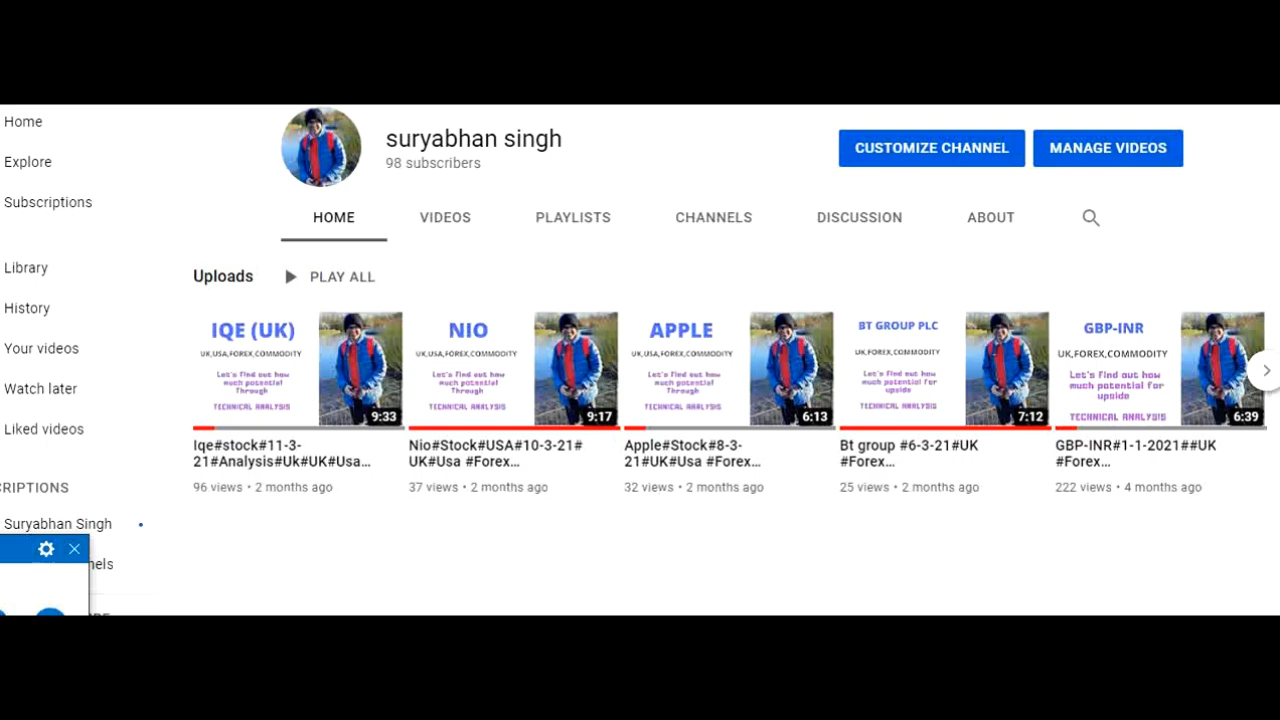 Home
Explore
Subscriptions
Library
History
Your videos
Watch later
Liked videos
CRIPTIONS
Suryabhan Singh
nels
suryabhan singh
98 subscribers
CUSTOMIZE CHANNEL
MANAGE VIDEOS
HOME VIDEOS PLAYLISTS CHANNELS DISCUSSION ABOUT
Uploads PLAY ALL
IQE (UK)
UK,USA,FOREX,COMMODITY
Let's find out how
much potential
Through
TECHNICAL ANALYSIS
9:33
Iqe#stock#11-3-
21#Analysis#Uk#UK#Usa...
96 views • 2 months ago
NIO
UK,USA,FOREX,COMMODITY
Let's find out how
much potential
Through
TECHNICAL ANALYSIS
9:17
Nio#Stock#USA#10-3-21#
UK#Usa #Forex...
37 views • 2 months ago
APPLE
UK,USA,FOREX,COMMODITY
Let's find out how
much potential
Through
TECHNICAL ANALYSIS
6:13
Apple#Stock#8-3-
21#UK#Usa #Forex...
32 views • 2 months ago
BT GROUP PLC
UK,FOREX,COMMODITY
Let's find out how
much potential for
upside
TECHNICAL ANALYSIS
7:12
Bt group #6-3-21#UK
#Forex...
25 views • 2 months ago
GBP-INR
UK,FOREX,COMMODITY
Let's find out how
much potential for
upside
TECHNICAL ANALYSIS
6:39
GBP-INR#1-1-2021##UK
#Forex...
222 views • 4 months ago